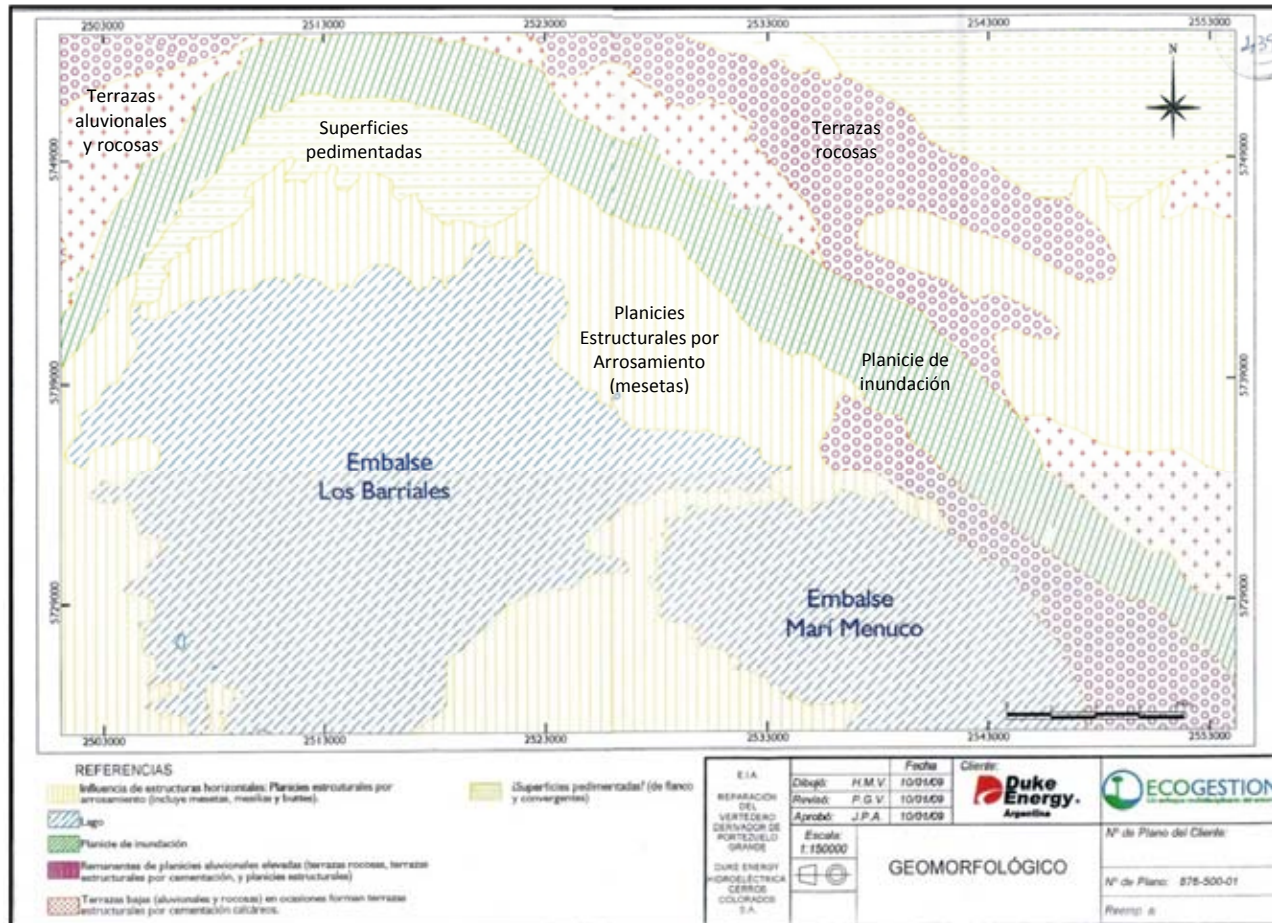 2503000 2513000 2523000 2533000 2543000 2553000
N
Terrazas
aluvionales
y rocosas
Superficies
pedimentadas
Terrazas
rocosas
5749000
5749000
Planicies
Estructurales por
Arrosamiento
(mesetas)
Planicie de
inundación
5739000
5739000
Embalse
Los Barriales
Embalse
Marí Menuco
5729000
5729000
2503000 2513000 2523000 2533000 2543000 2553000
REFERENCIAS
Influencia de estructuras horizontales: Planicies estructurales por
arrosamiento (incluye mesetas, mesillas y buttes).
Lago
Planicie de inundación
Remanentes de planicies aluvionales elevadas (terrazas rocosas, terrazas
estructurales por cementación, y planicies estructurales)
Terrazas bajas (aluvionales y rocosas) en ocasiones forman terrazas
estructurales por cementación calcáreos.
¿Superficies pedimentadas? (de flanco
y convergentes)
E.I.A.
REPARACIÓN
DEL
VERTEDERO
DERIVADOR DE
PORTEZUELO
GRANDE
DUKE ENERGY
HIDROELÉCTRICA
CERROS
COLORADOS
S.A.
Fecha
Dibujó: H.M.V. 10/01/09
Revisó: P.G.V. 10/01/09
Aprobó: J.P.A. 10/01/09
Escala:
1:150000
Cliente:
Duke
Energy.
Argentina
GEOMORFOLÓGICO
ECOGESTION
Nº de Plano del Cliente:
Nº de Plano: 876-500-01
Reemp. a